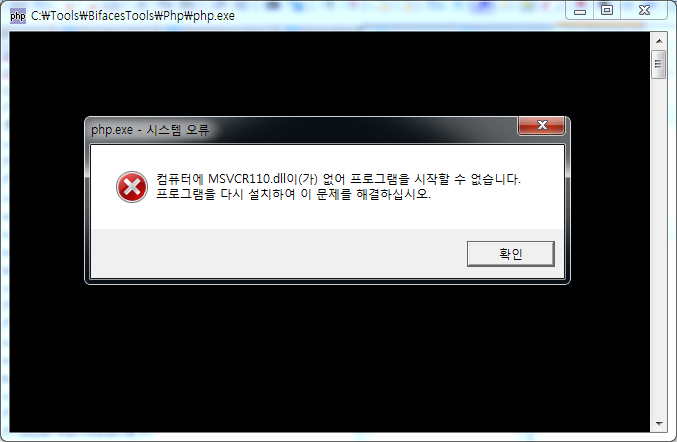 php C:₩Tools₩BifacesTools₩Php₩php.exe
php.exe - 시스템 오류
컴퓨터에 MSVCR110.dll이(가) 없어 프로그램을 시작할 수 없습니다.
프로그램을 다시 설치하여 이 문제를 해결하십시오.
확인